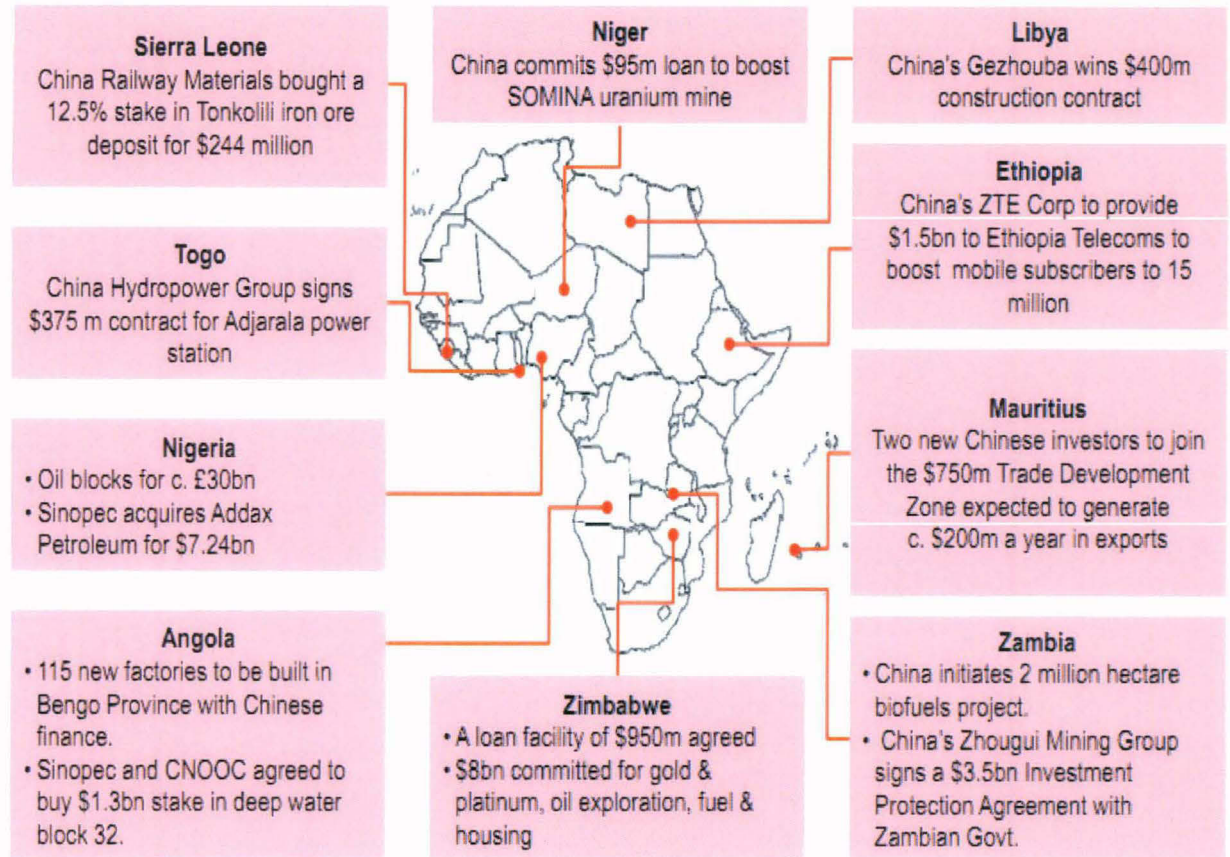 Sierra Leone
China Railway Materials bought a
12.5% stake in Tonkolili iron ore
deposit for $244 million
Niger
China commits $95m loan to boost
SOMINA uranium mine
Libya
China's Gezhouba wins $400m
construction contract
Togo
China Hydropower Group signs
$375 m contract for Adjarala power
station
Ethiopia
China's ZTE Corp to provide
$1.5bn to Ethiopia Telecoms to
boost mobile subscribers to 15
million
Nigeria
• Oil blocks for c. £30bn
• Sinopec acquires Addax
Petroleum for $7.24bn
Mauritius
Two new Chinese investors to join
the $750m Trade Development
Zone expected to generate
c. $200m a year in exports
Angola
• 115 new factories to be built in
Bengo Province with Chinese
finance.
• Sinopec and CNOOC agreed to
buy $1.3bn stake in deep water
block 32.
Zimbabwe
• A loan facility of $950m agreed
• $8bn committed for gold &
platinum, oil exploration, fuel &
housing
Zambia
• China initiates 2 million hectare
biofuels project.
• China's Zhougui Mining Group
signs a $3.5bn Investment
Protection Agreement with
Zambian Govt.